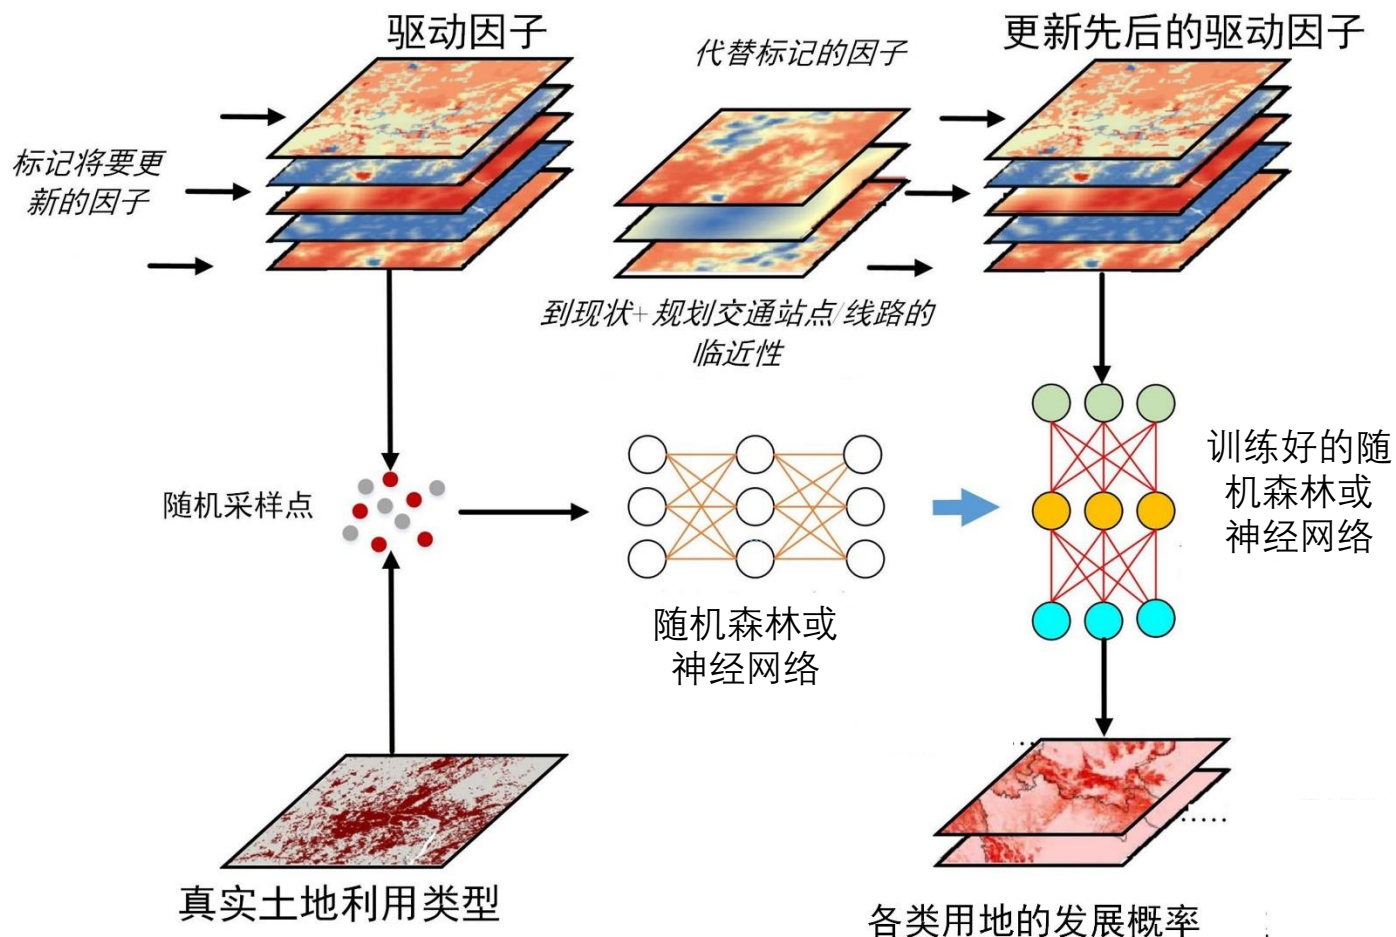 驱动因子
代替标记的因子
更新先后的驱动因子
标记将要更
新的因子
到现状+规划交通站点/线路的
临近性
随机采样点
随机森林或
神经网络
训练好的随
机森林或
神经网络
真实土地利用类型
各类用地的发展概率